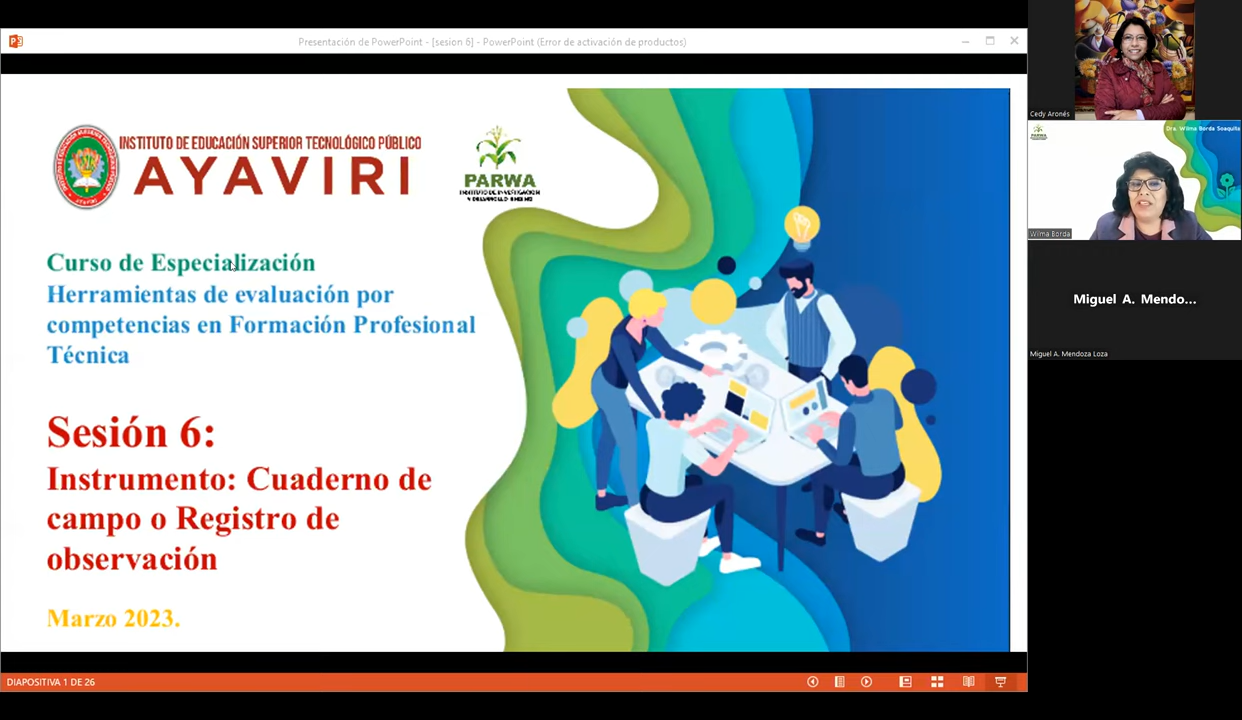 Presentación de PowerPoint - [sesion 6] - PowerPoint (Error de activación de productos)
INSTITUTO DE EDUCACIÓN SUPERIOR TECNOLÓGICO PÚBLICO
AYAVIRI
PARWA
Curso de Especialización
Herramientas de evaluación por
competencias en Formación Profesional
Técnica
Sesión 6:
Instrumento: Cuaderno de
campo o Registro de
observación
Marzo 2023.
DIAPOSITIVA 1 DE 26
Cedy Aronés
Dra. Wilma Borda Soaquita
Wilma Borda
Miguel A. Mendo...
Miguel A. Mendoza Loza